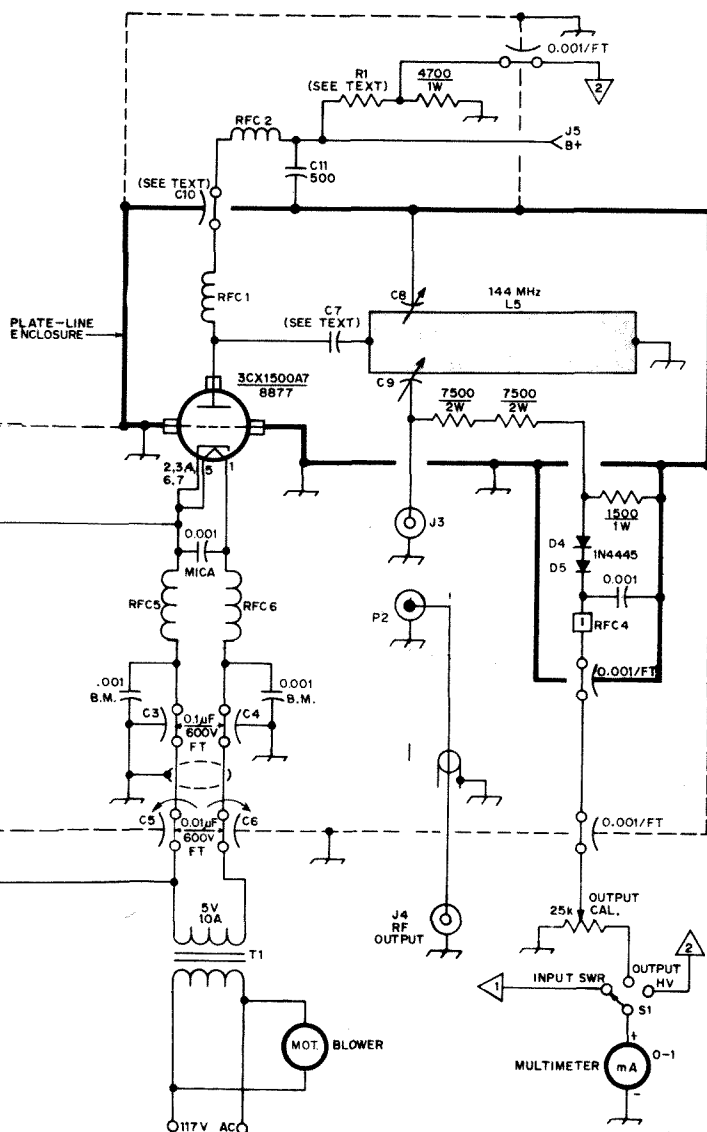 0.001/FT
R1
(SEE TEXT)
4700
1W
2
RFC2
J5
B+
C11
500
(SEE TEXT)
C10
RFC1
C8
144 MHz
L5
C7
(SEE TEXT)
PLATE-LINE
ENCLOSURE
C9
3CX1500A7
8877
7500
2W
7500
2W
2,3,4,
6,7
5
1
J3
1500
1W
0.001
MICA
D4
1N4445
D5
0.001
RFC5
RFC6
P2
1
RFC4
0.001/FT
.001
B.M.
0.001
B.M.
C3
0.1µF
600V
FT
C4
C5
0.01µF
600V
FT
C6
0.001/FT
5V
10A
J4
RF
OUTPUT
25k
OUTPUT
CAL.
T1
2
INPUT SWR
OUTPUT
HV
1
S1
MOT.
BLOWER
+
0-1
MULTIMETER
mA
-
117V AC